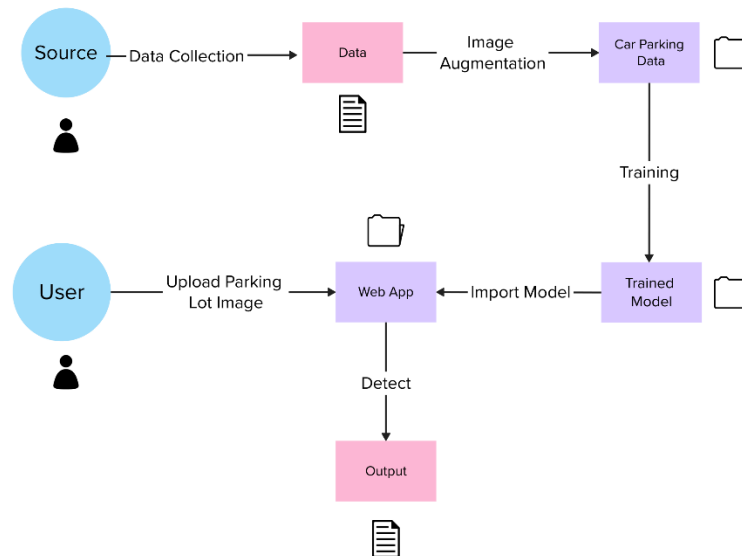 Source
Data Collection
Data
Image
Augmentation
Car Parking
Data
Training
User
Upload Parking
Lot Image
Web App
Import Model
Trained
Model
Detect
Output